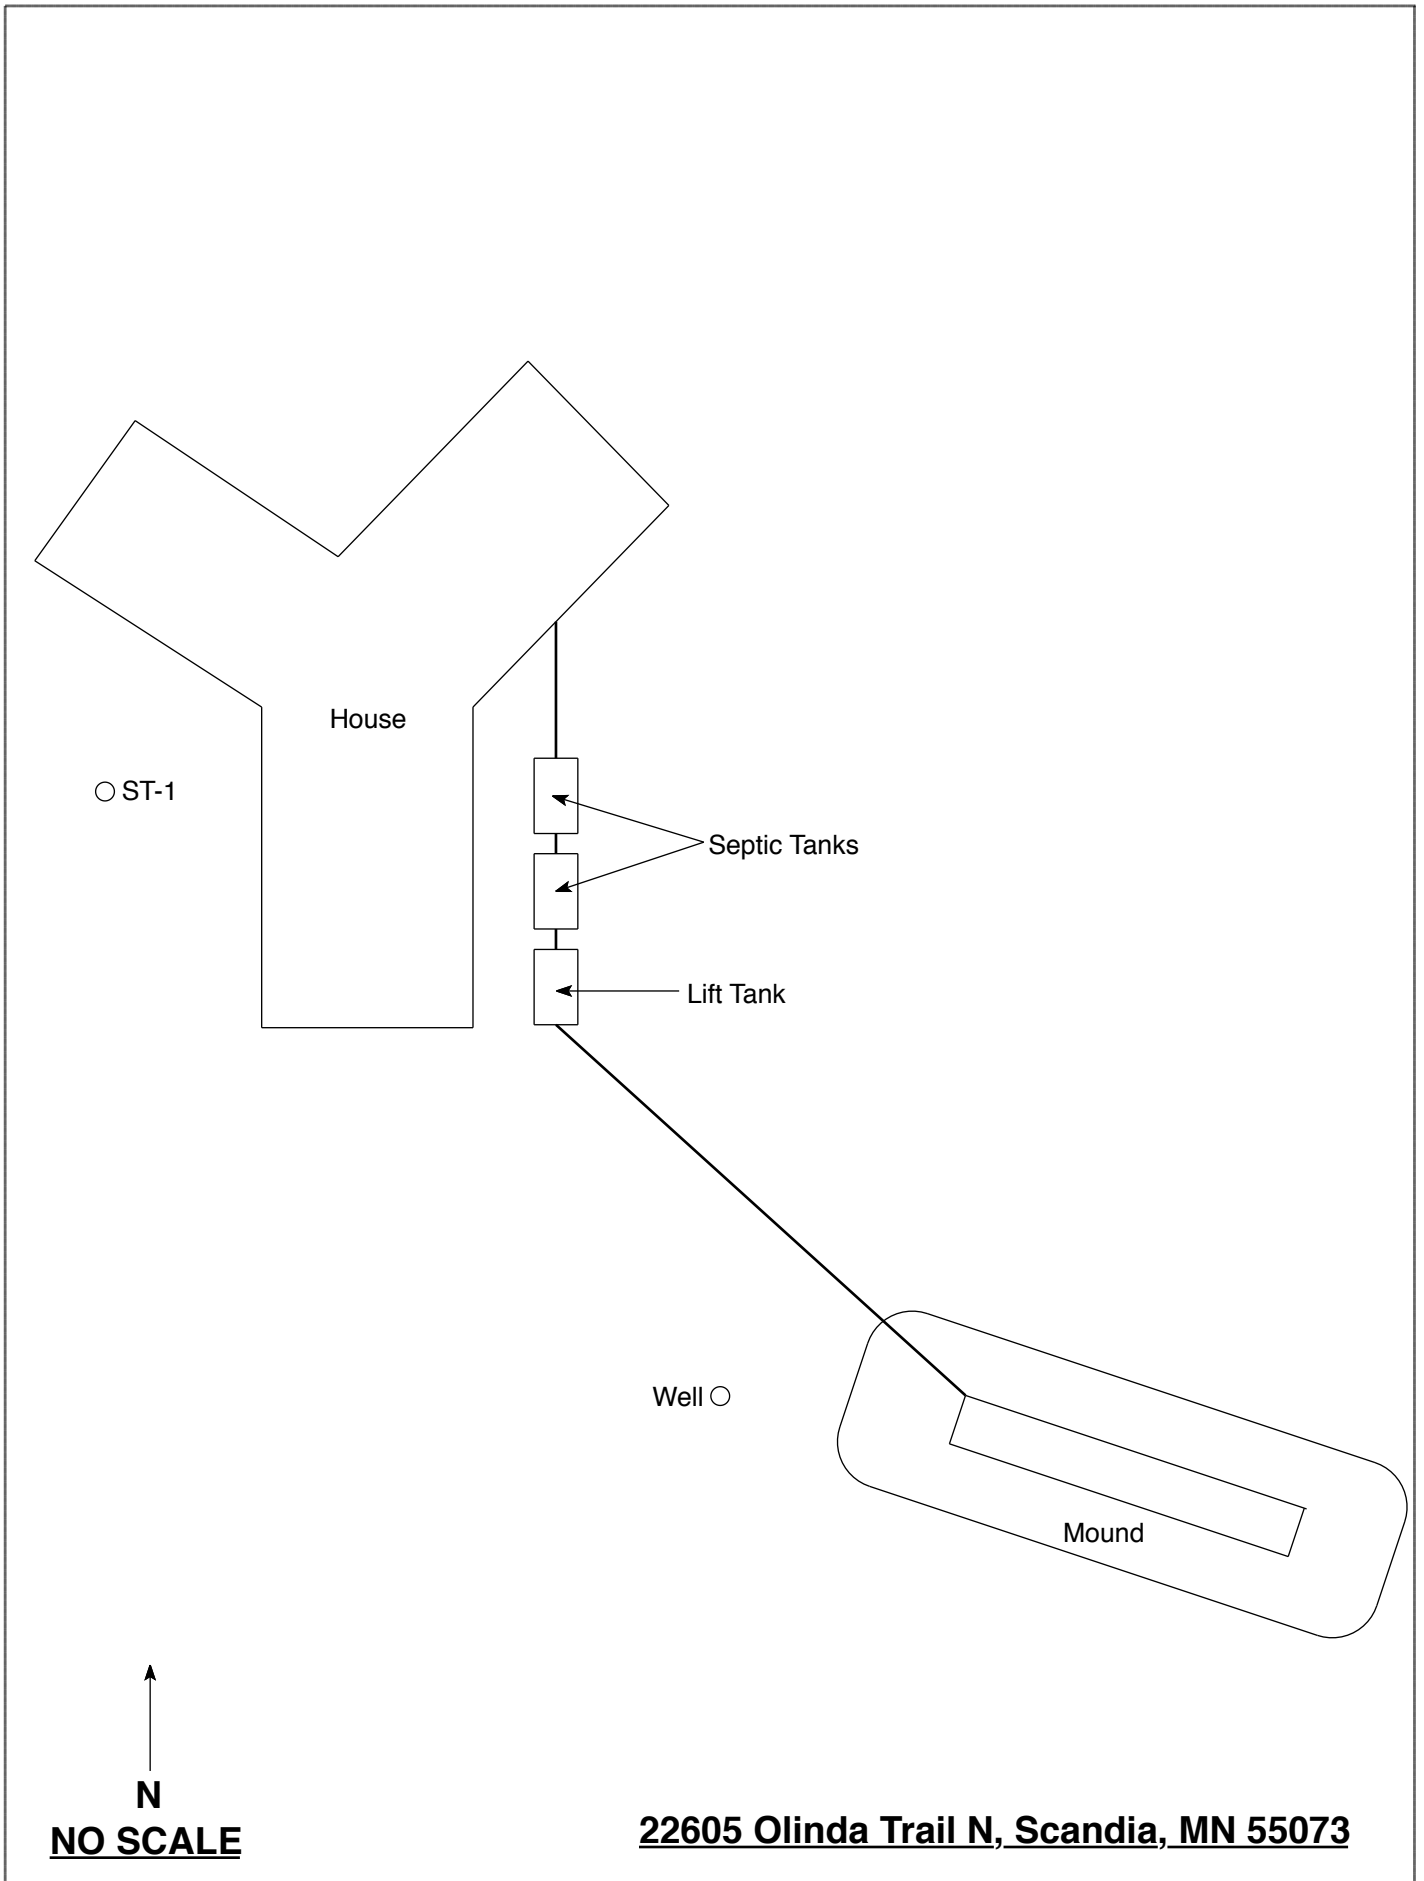 House
ST-1
Septic Tanks
Lift Tank
Well
Mound
N
NO SCALE
22605 Olinda Trail N, Scandia, MN 55073